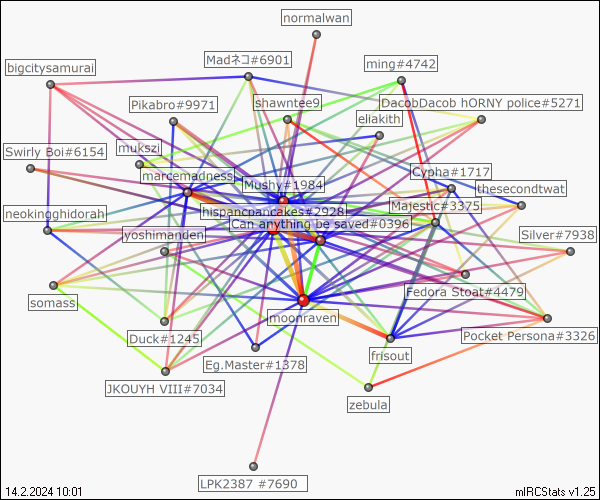 normalwan
Madネコ#6901
ming#4742
bigcitysamurai
Pikabro#9971
shawntee9
DacobDacob hORNY police#5271
eliakith
mukszi
Swirly Boi#6154
marcemadness
Mushy#1984
Cypha#1717
thesecondtwat
neokingghidorah
hispancpancakes#2928
Majestic#3375
Can anything be saved#0396
yoshimanden
Silver#7938
somass
Fedora Stoat#4479
moonraven
Duck#1245
Pocket Persona#3326
frisout
Eg.Master#1378
JKOUYH VIII#7034
zebula
LPK2387 #7690
14.2.2024 10:01
mIRCStats v1.25